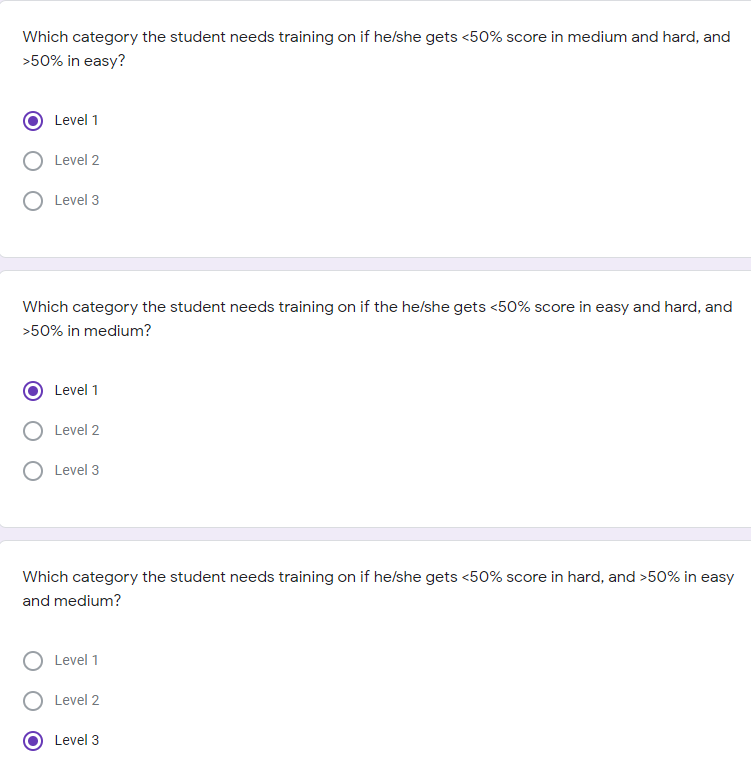 Which category the student needs training on if he/she gets <50% score in medium and hard, and
>50% in easy?
Level 1
Level 2
Level 3
Which category the student needs training on if the he/she gets <50% score in easy and hard, and
>50% in medium?
Level 1
Level 2
Level 3
Which category the student needs training on if he/she gets <50% score in hard, and >50% in easy
and medium?
Level 1
Level 2
Level 3